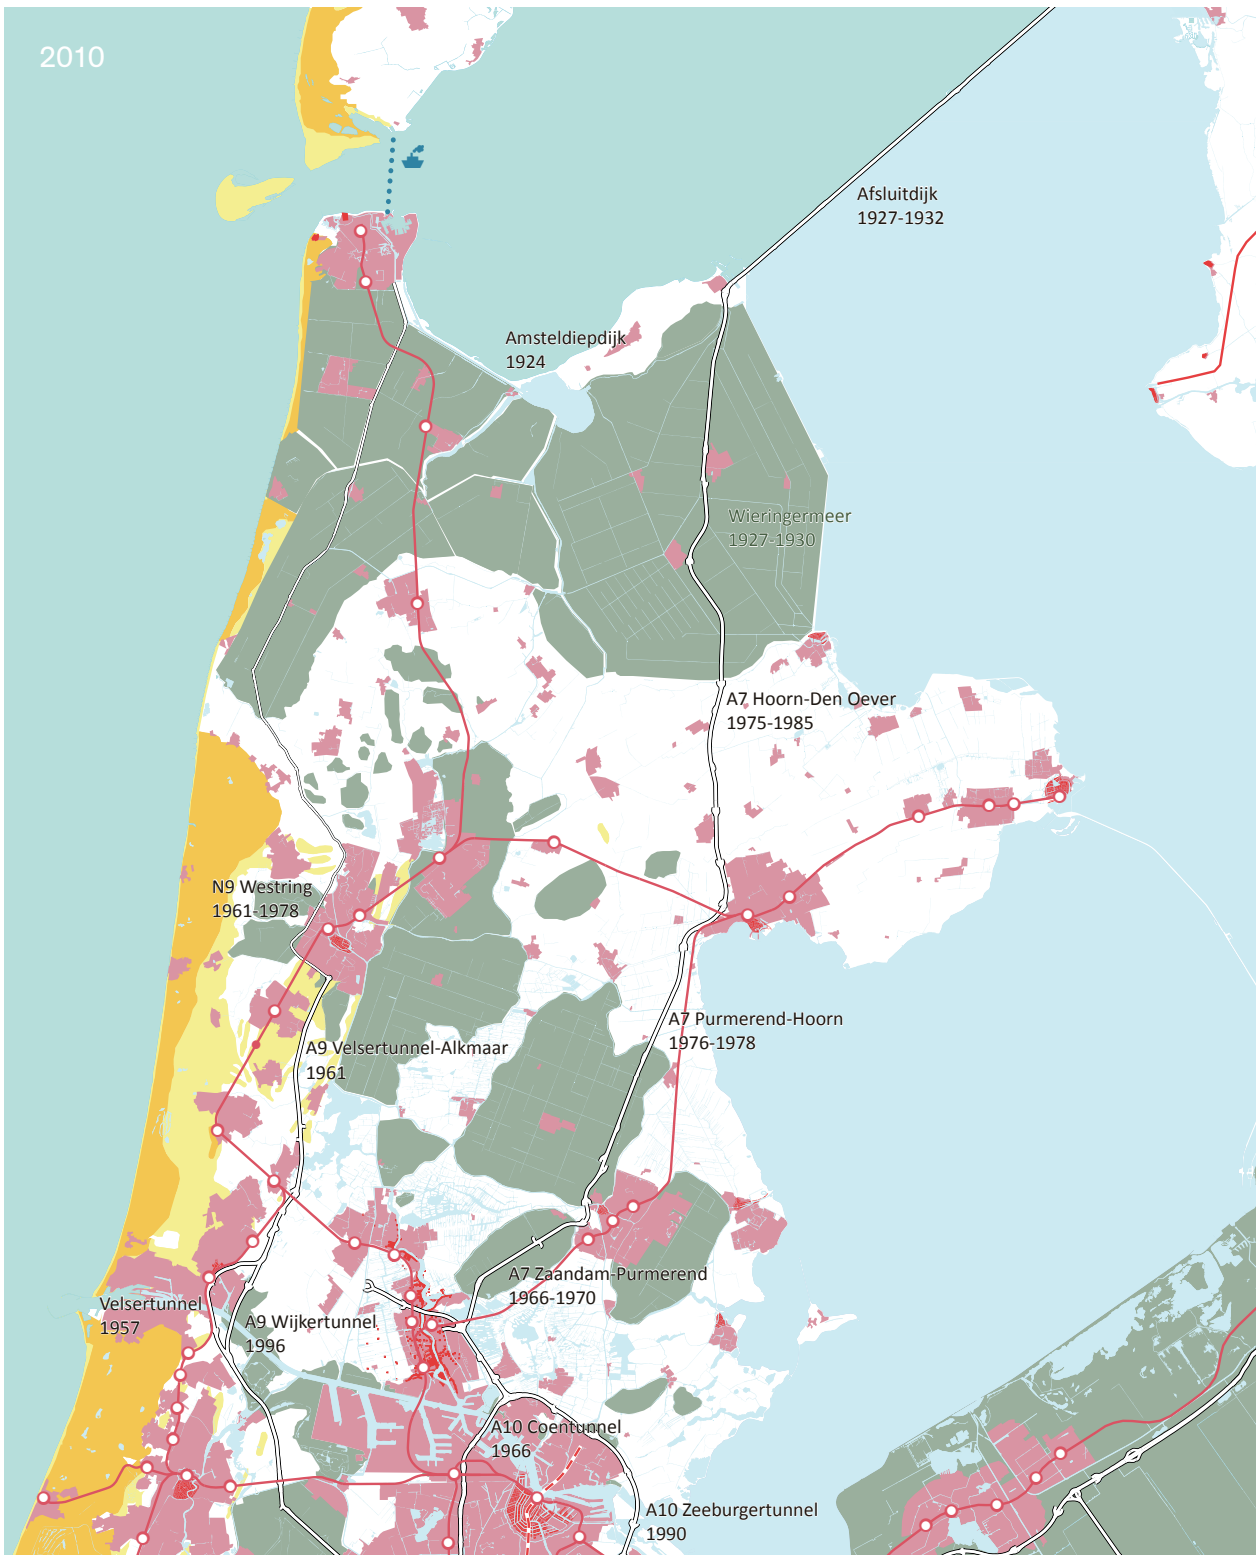 2010
Afsluitdijk
1927-1932
Amsteldiepdijk
1924
Wieringermeer
1927-1930
A7 Hoorn-Den Oever
1975-1985
N9 Westring
1961-1978
A7 Purmerend-Hoorn
1976-1978
A9 Velsertunnel-Alkmaar
1961
A7 Zaandam-Purmerend
1966-1970
Velsertunnel
1957
A9 Wijkertunnel
1996
A10 Coentunnel
1966
A10 Zeeburgertunnel
1990